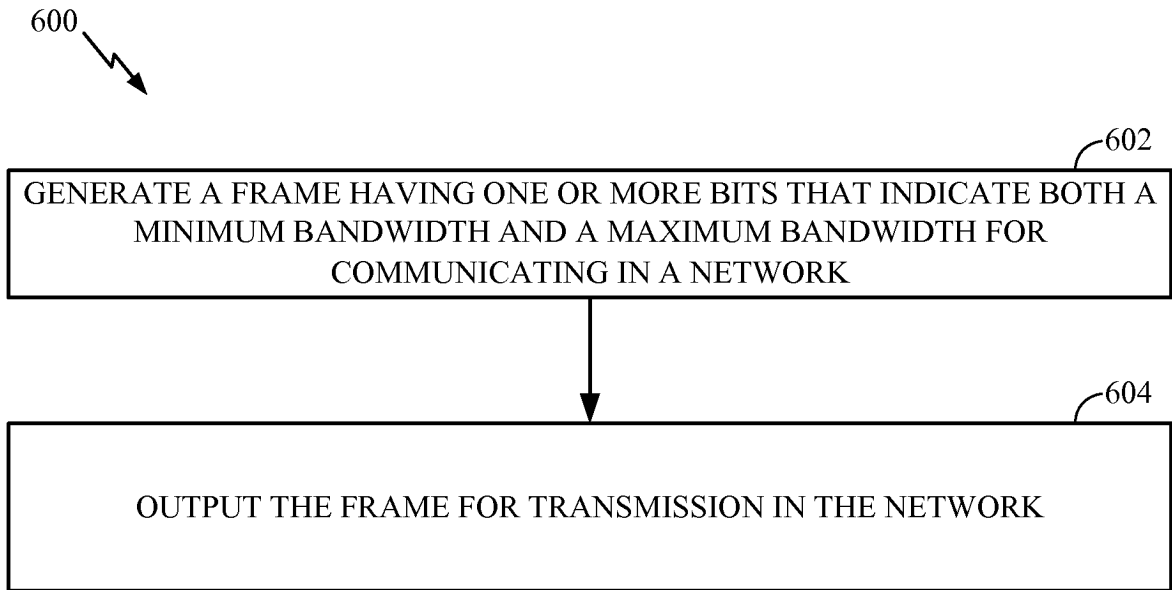 600
602
GENERATE A FRAME HAVING ONE OR MORE BITS THAT INDICATE BOTH A
MINIMUM BANDWIDTH AND A MAXIMUM BANDWIDTH FOR
COMMUNICATING IN A NETWORK
604
OUTPUT THE FRAME FOR TRANSMISSION IN THE NETWORK